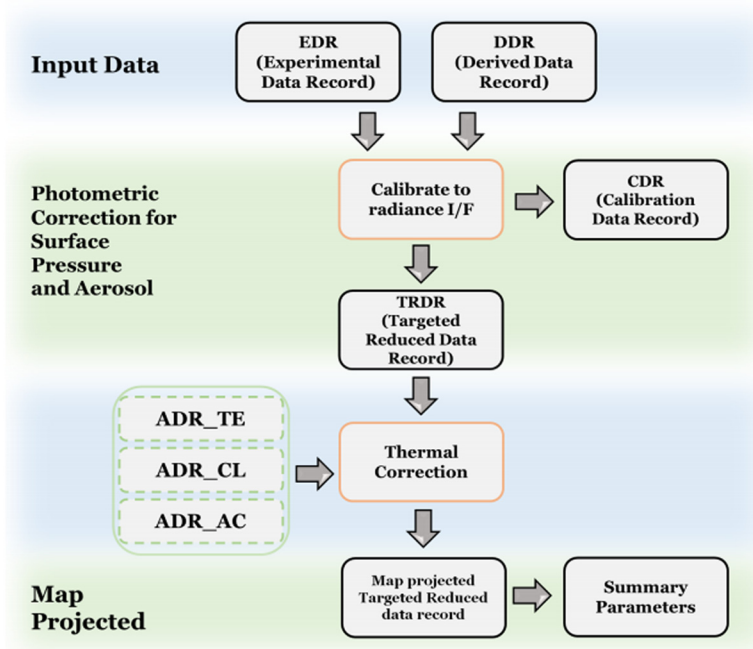 Input Data
EDR
(Experimental
Data Record)
DDR
(Derived Data
Record)
Photometric
Correction for
Surface
Pressure
and Aerosol
Calibrate to
radiance I/F
CDR
(Calibration
Data Record)
TRDR
(Targeted
Reduced Data
Record)
ADR_TE
ADR_CL
ADR_AC
Thermal
Correction
Map
Projected
Map projected
Targeted Reduced
data record
Summary
Parameters